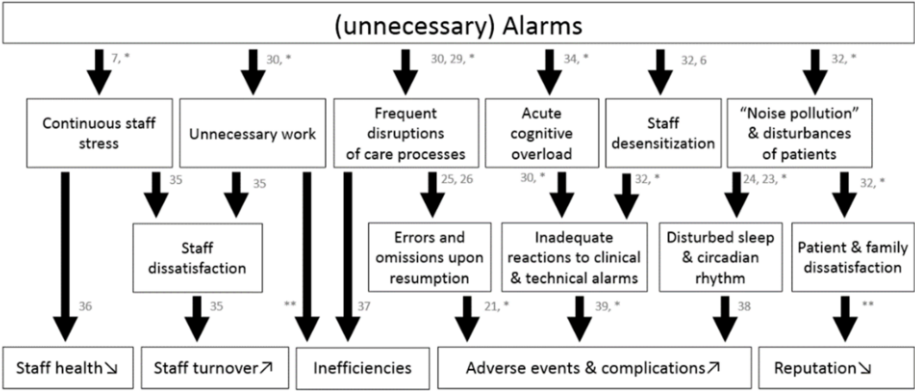 (unnecessary) Alarms
7, *
30, *
30, 29, *
34, *
32, 6
32, *
Continuous staff
stress
Unnecessary work
Frequent
disruptions
of care processes
Acute
cognitive
overload
Staff
desensitization
“Noise pollution”
& disturbances
of patients
35
35
25, 26
30, *
32, *
24, 23, *
32, *
Staff
dissatisfaction
Errors and
omissions upon
resumption
Inadequate
reactions to clinical
& technical alarms
Disturbed sleep
& circadian
rhythm
Patient & family
dissatisfaction
36
35
**
37
21, *
39, *
38
**
Staff health↘
Staff turnover↗
Inefficiencies
Adverse events & complications↗
Reputation↘